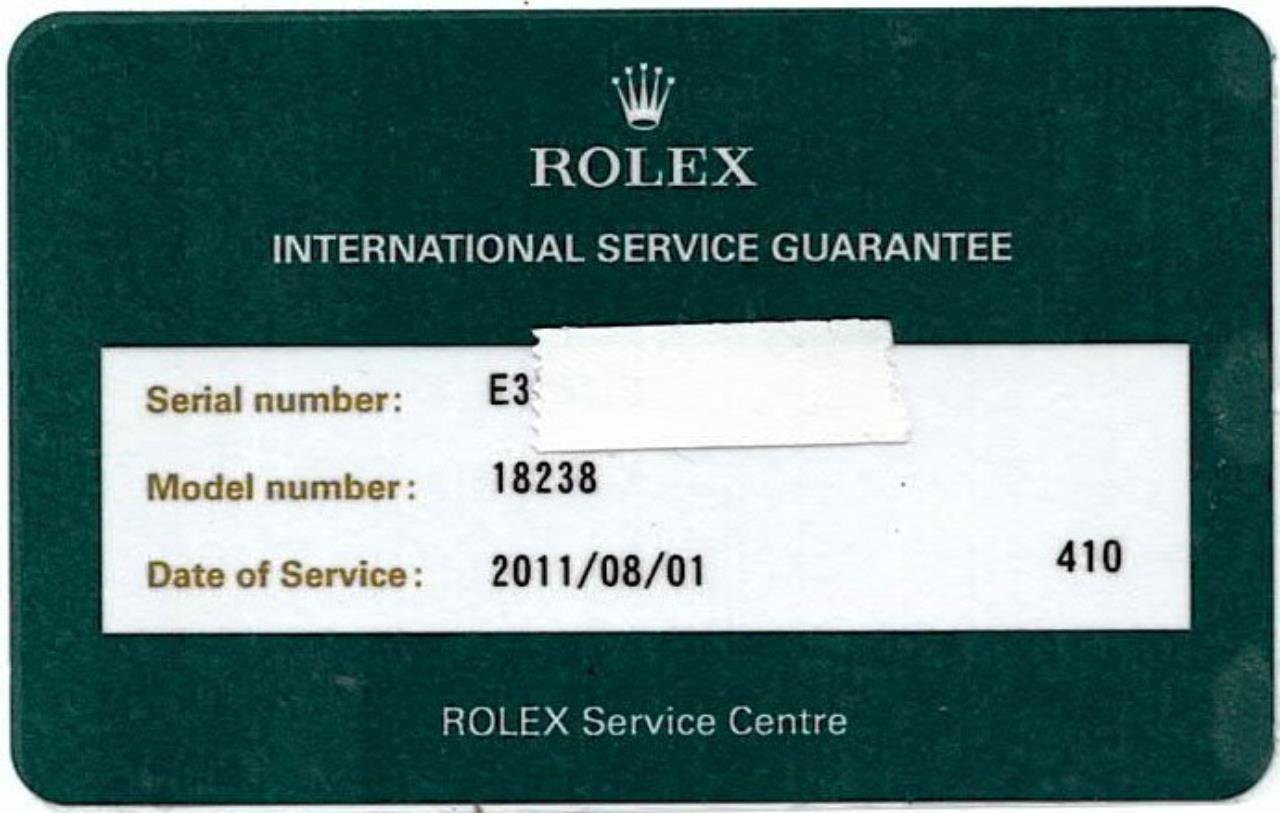 ROLEX
INTERNATIONAL SERVICE GUARANTEE
Serial number: E3
Model number: 18238
Date of Service: 2011/08/01 410
ROLEX Service Centre